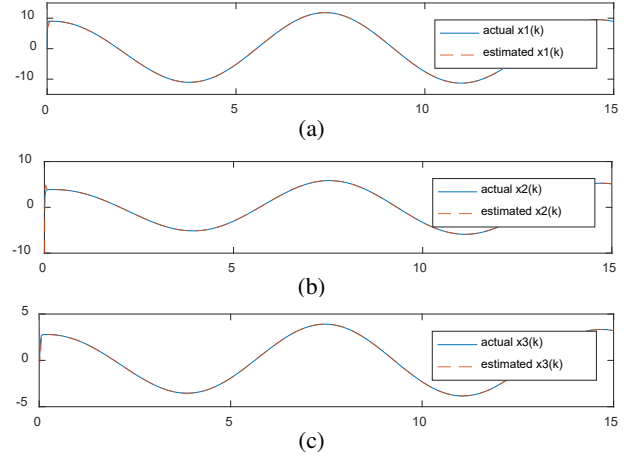 10
0
-10
actual x1(k)
estimated x1(k)
0 5 10 15
(a)
10
0
-10
actual x2(k)
estimated x2(k)
0 5 10 15
(b)
5
0
-5
actual x3(k)
estimated x3(k)
0 5 10 15
(c)